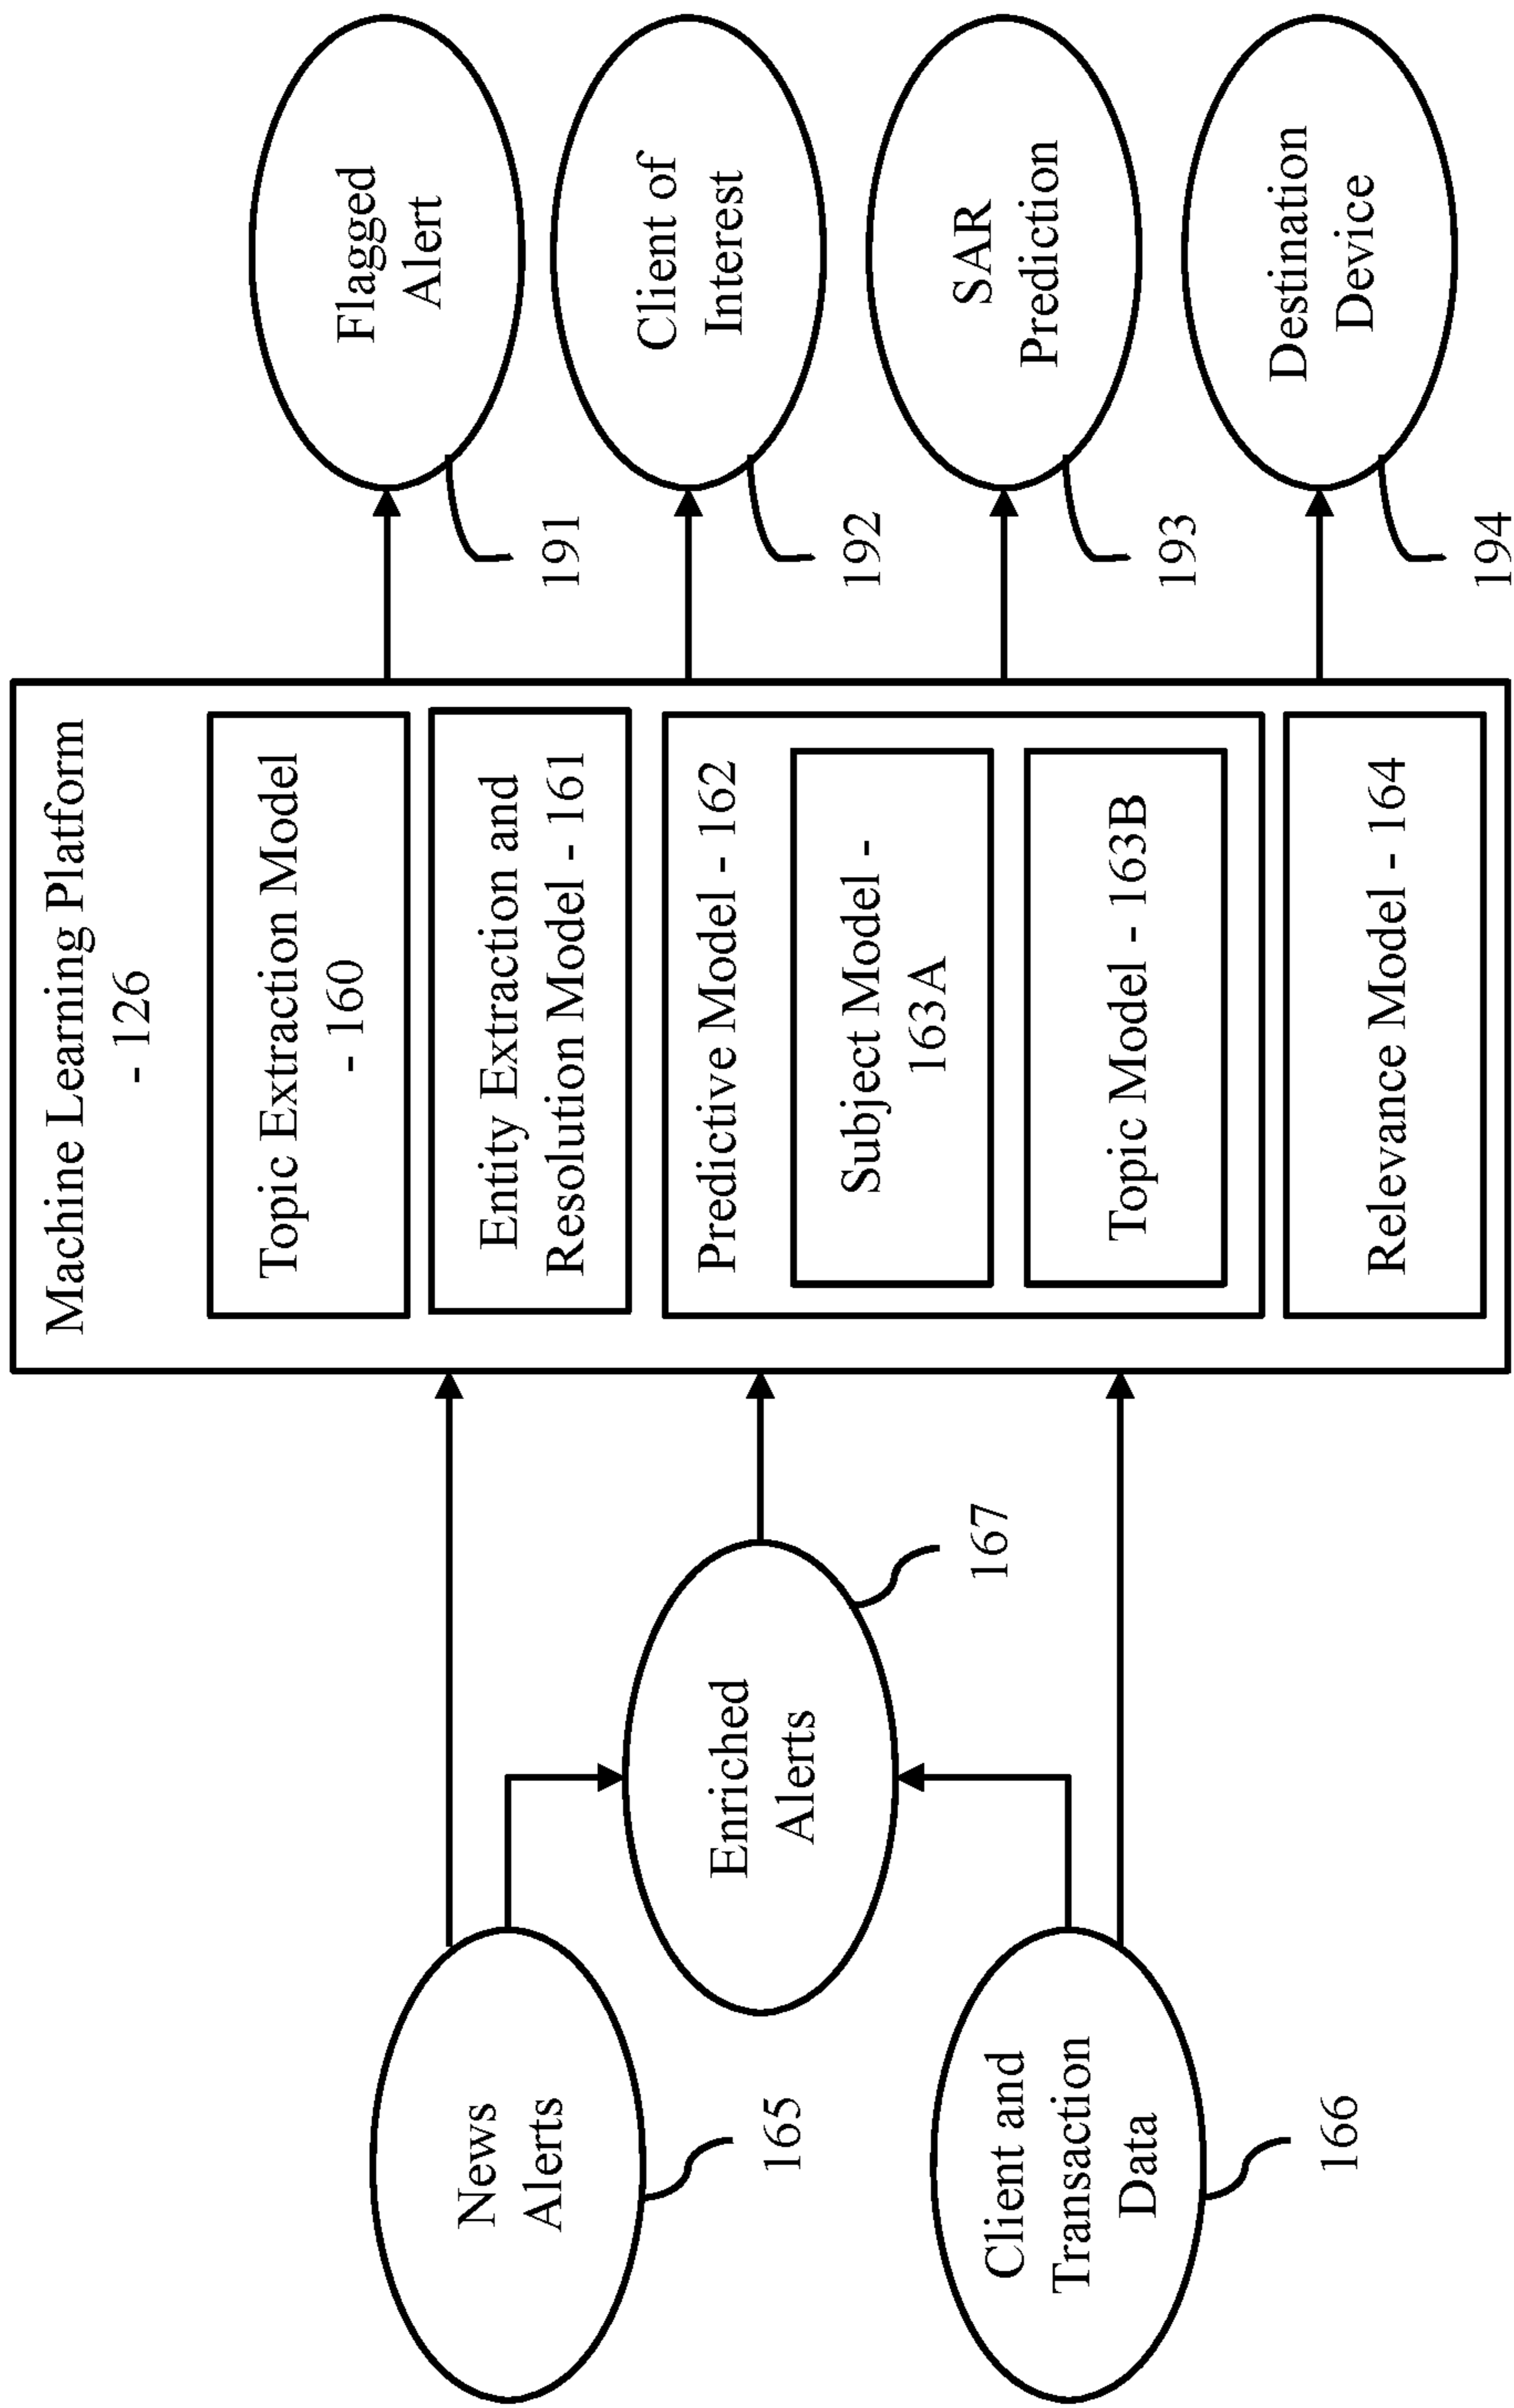 News
Alerts
165
Client and
Transaction
Data
166
Enriched
Alerts
167
Machine Learning Platform
- 126
Topic Extraction Model
- 160
Entity Extraction and
Resolution Model - 161
Predictive Model - 162
Subject Model -
163A
Topic Model - 163B
Relevance Model - 164
Flagged
Alert
191
Client of
Interest
192
SAR
Prediction
193
Destination
Device
194